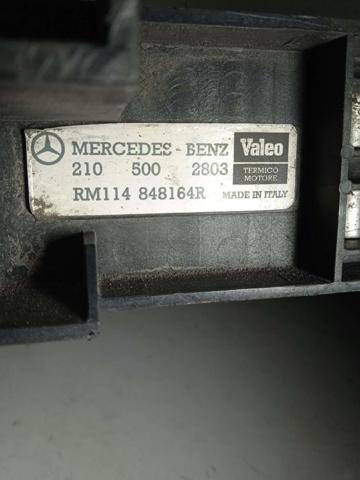 MERCEDES-BENZ Valeo
210 500 2803 TERMICO
MOTORE
RM114 848164R MADE IN ITALY